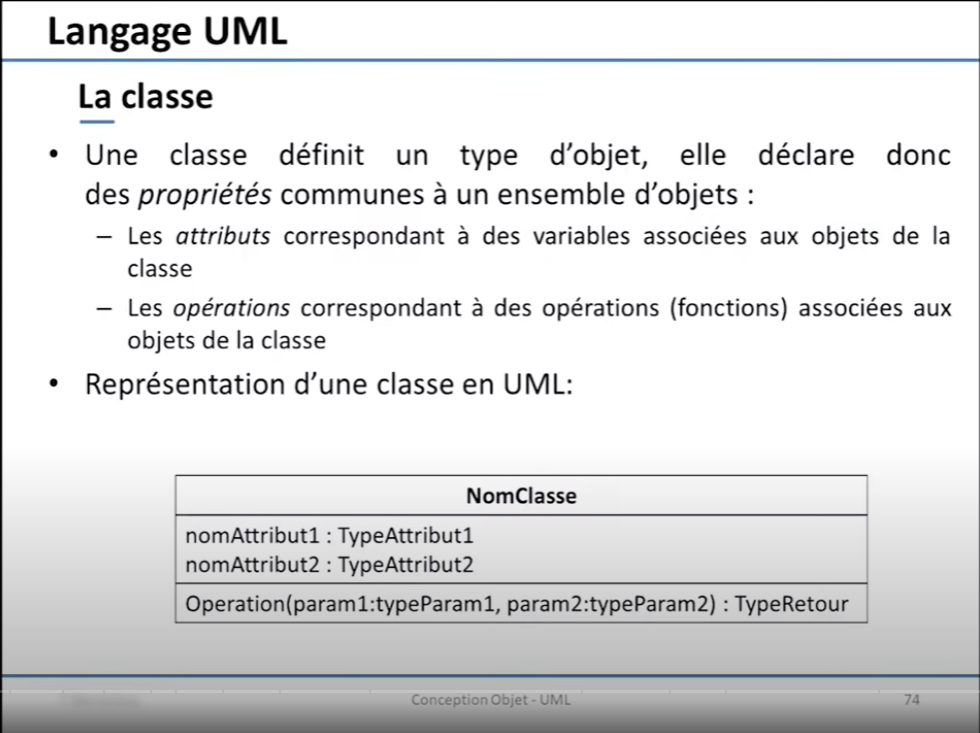 Langage UML
La classe
• Une classe définit un type d’objet, elle déclare donc
des propriétés communes à un ensemble d’objets :
– Les attributs correspondant à des variables associées aux objets de la
classe
– Les opérations correspondant à des opérations (fonctions) associées aux
objets de la classe
• Représentation d’une classe en UML:
NomClasse
nomAttribut1 : TypeAttribut1
nomAttribut2 : TypeAttribut2
Operation(param1:typeParam1, param2:typeParam2) : TypeRetour
Conception Objet - UML
74